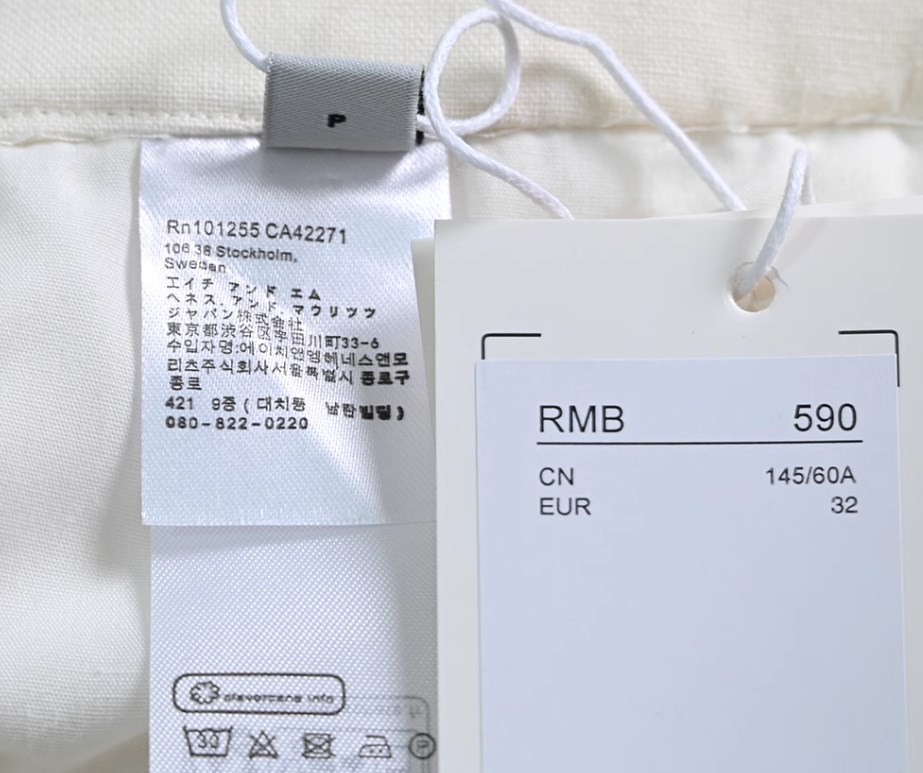 P
Rn101255 CA42271
106 38 Stockholm,
Sweden
エイチ アンド エム
ヘネス.アンド.マウリッツ
ジャパン株式会社
東京都渋谷区宇田川町33-6
수입자명:에이치앤엠헤네스앤모
리츠주식회사서울특별시 종로구
종로
421 9중 ( 대치동 빌딩 )
080-822-0220
info
30
P
RMB 590
CN 145/60A
EUR 32